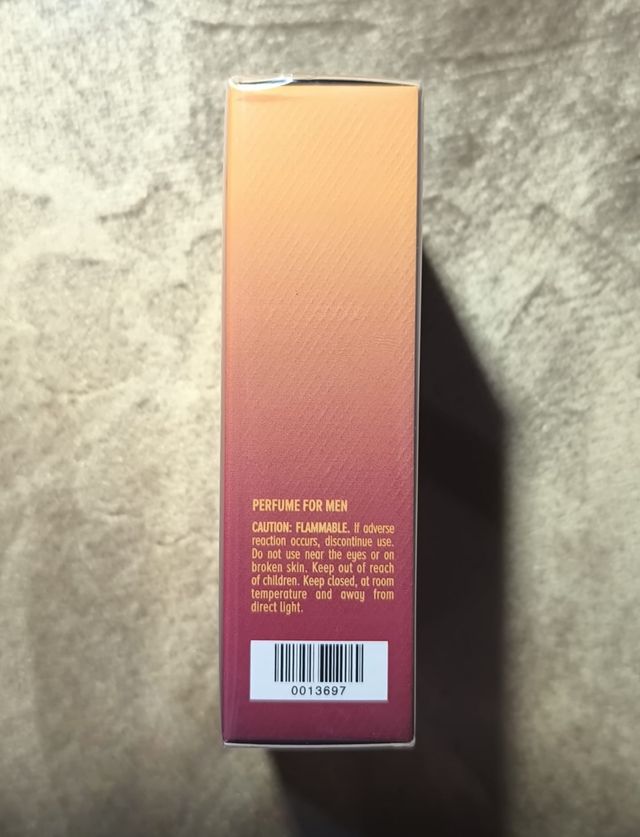 PERFUME FOR MEN
CAUTION: FLAMMABLE. If adverse
reaction occurs, discontinue use.
Do not use near the eyes or on
broken skin. Keep out of reach
of children. Keep closed, at room
temperature and away from
direct light.
0013697